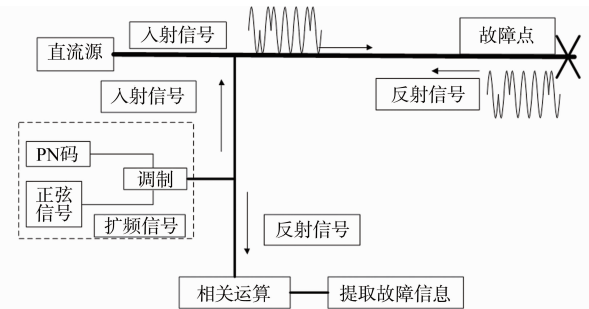 入射信号
故障点
直流源
入射信号
反射信号
PN码
调制
正弦
信号
扩频信号
反射信号
相关运算
提取故障信息